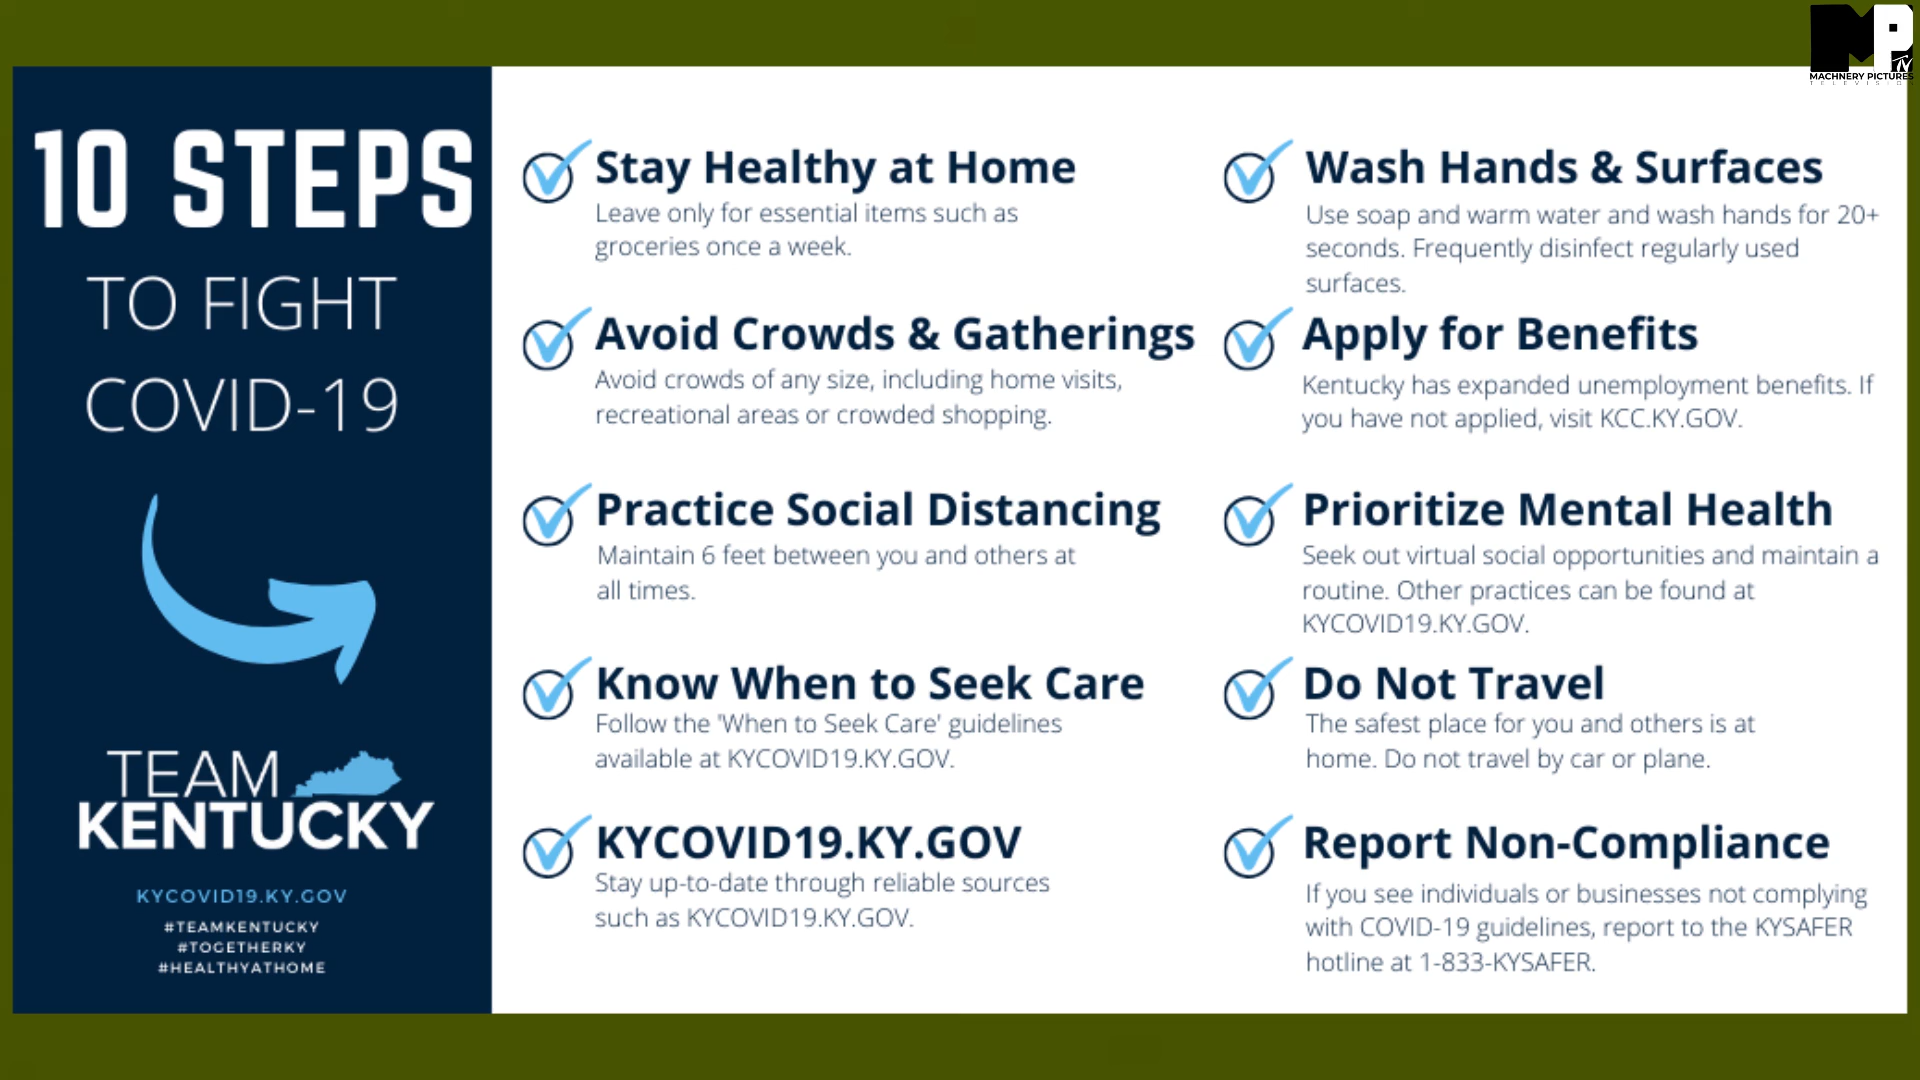 MP
TV
MACHNERY PICTURES
TELEVISION
10 STEPS
TO FIGHT
COVID-19
TEAM
KENTUCKY
KYCOVID19.KY.GOV
#TEAMKENTUCKY
#TOGETHERKY
#HEALTHYATHOME
Stay Healthy at Home
Leave only for essential items such as
groceries once a week.
Avoid Crowds & Gatherings
Avoid crowds of any size, including home visits,
recreational areas or crowded shopping.
Practice Social Distancing
Maintain 6 feet between you and others at
all times.
Know When to Seek Care
Follow the 'When to Seek Care' guidelines
available at KYCOVID19.KY.GOV.
KYCOVID19.KY.GOV
Stay up-to-date through reliable sources
such as KYCOVID19.KY.GOV.
Wash Hands & Surfaces
Use soap and warm water and wash hands for 20+
seconds. Frequently disinfect regularly used
surfaces.
Apply for Benefits
Kentucky has expanded unemployment benefits. If
you have not applied, visit KCC.KY.GOV.
Prioritize Mental Health
Seek out virtual social opportunities and maintain a
routine. Other practices can be found at
KYCOVID19.KY.GOV.
Do Not Travel
The safest place for you and others is at
home. Do not travel by car or plane.
Report Non-Compliance
If you see individuals or businesses not complying
with COVID-19 guidelines, report to the KYSAFER
hotline at 1-833-KYSAFER.